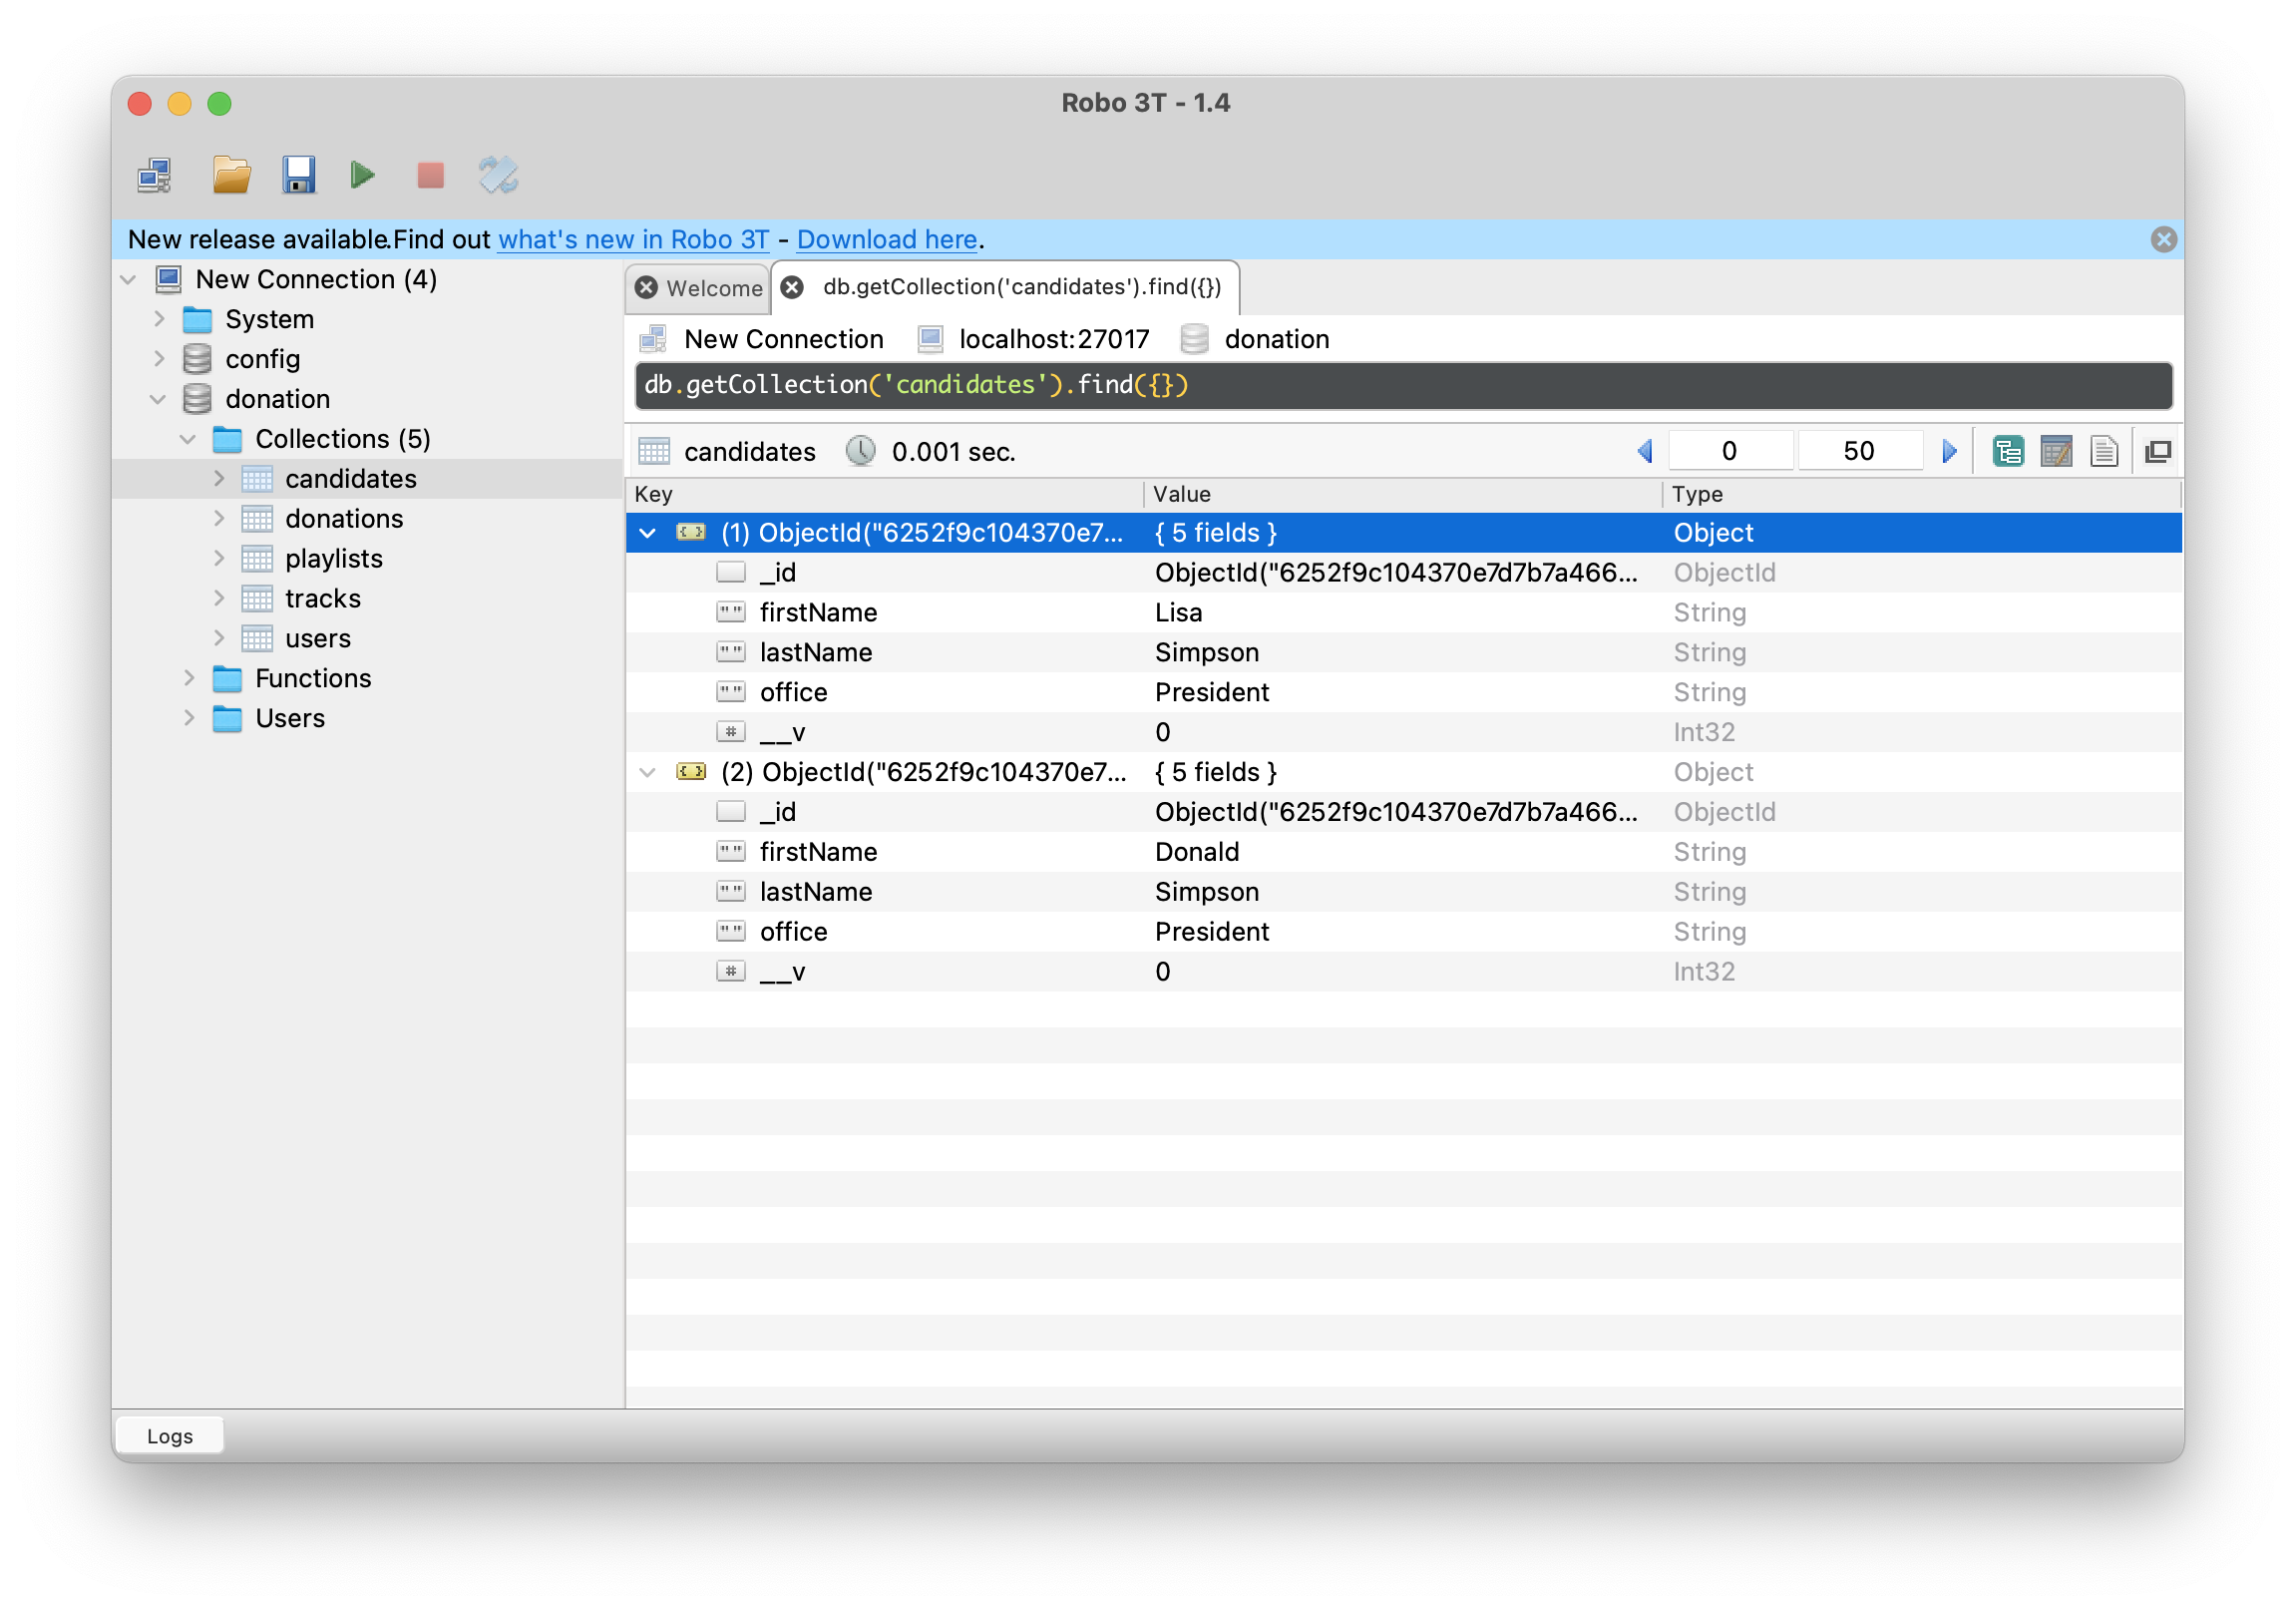 Robo 3T - 1.4
New release available.Find out what's new in Robo 3T - Download here.
New Connection (4)
System
config
donation
Collections (5)
candidates
donations
playlists
tracks
users
Functions
Users
Welcome
db.getCollection('candidates').find({})
New Connection localhost:27017 donation
db.getCollection('candidates').find({})
candidates 0.001 sec. 0 50
Key Value Type
(1) ObjectId("6252f9c104370e7... { 5 fields } Object
_id ObjectId("6252f9c104370e7d7b7a466... ObjectId
firstName Lisa String
lastName Simpson String
office President String
__v 0 Int32
(2) ObjectId("6252f9c104370e7... { 5 fields } Object
_id ObjectId("6252f9c104370e7d7b7a466... ObjectId
firstName Donald String
lastName Simpson String
office President String
__v 0 Int32
Logs